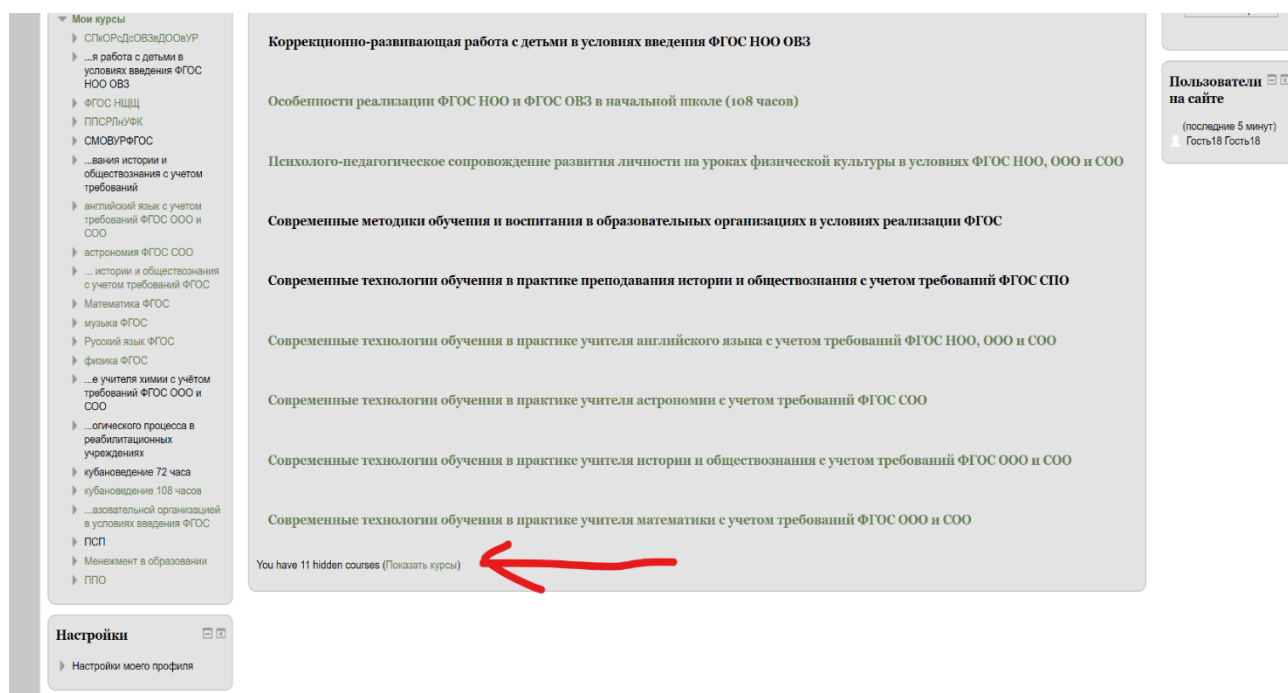 Мои курсы
СПкОРсДсОВЗвДООвУР
...я работа с детьми в
условиях введения ФГОС
НОО ОВЗ
ФГОС НЩЩ
ППСРЛнУФК
СМОВУРФГОС
...вания истории и
обществознания с учетом
требований
английский язык с учетом
требований ФГОС ООО и
СОО
астрономия ФГОС СОО
... истории и обществознания
с учетом требований ФГОС
Математика ФГОС
музыка ФГОС
Русский язык ФГОС
физика ФГОС
...е учителя химии с учётом
требований ФГОС ООО и
СОО
...огического процесса в
реабилитационных
учреждениях
кубановедение 72 часа
кубановедение 108 часов
...азовательной организацией
в условиях введения ФГОС
ПСП
Менежмент в образовании
ППО
Настройки
Настройки моего профиля
Коррекционно-развивающая работа с детьми в условиях введения ФГОС НОО ОВЗ
Особенности реализации ФГОС НОО и ФГОС ОВЗ в начальной школе (108 часов)
Психолого-педагогическое сопровождение развития личности на уроках физической культуры в условиях ФГОС НОО, ООО и СОО
Современные методики обучения и воспитания в образовательных организациях в условиях реализации ФГОС
Современные технологии обучения в практике преподавания истории и обществознания с учетом требований ФГОС СПО
Современные технологии обучения в практике учителя английского языка с учетом требований ФГОС НОО, ООО и СОО
Современные технологии обучения в практике учителя астрономии с учетом требований ФГОС СОО
Современные технологии обучения в практике учителя истории и обществознания с учетом требований ФГОС ООО и СОО
Современные технологии обучения в практике учителя математики с учетом требований ФГОС ООО и СОО
You have 11 hidden courses (Показать курсы)
Пользователи
на сайте
(последние 5 минут)
Гость18 Гость18